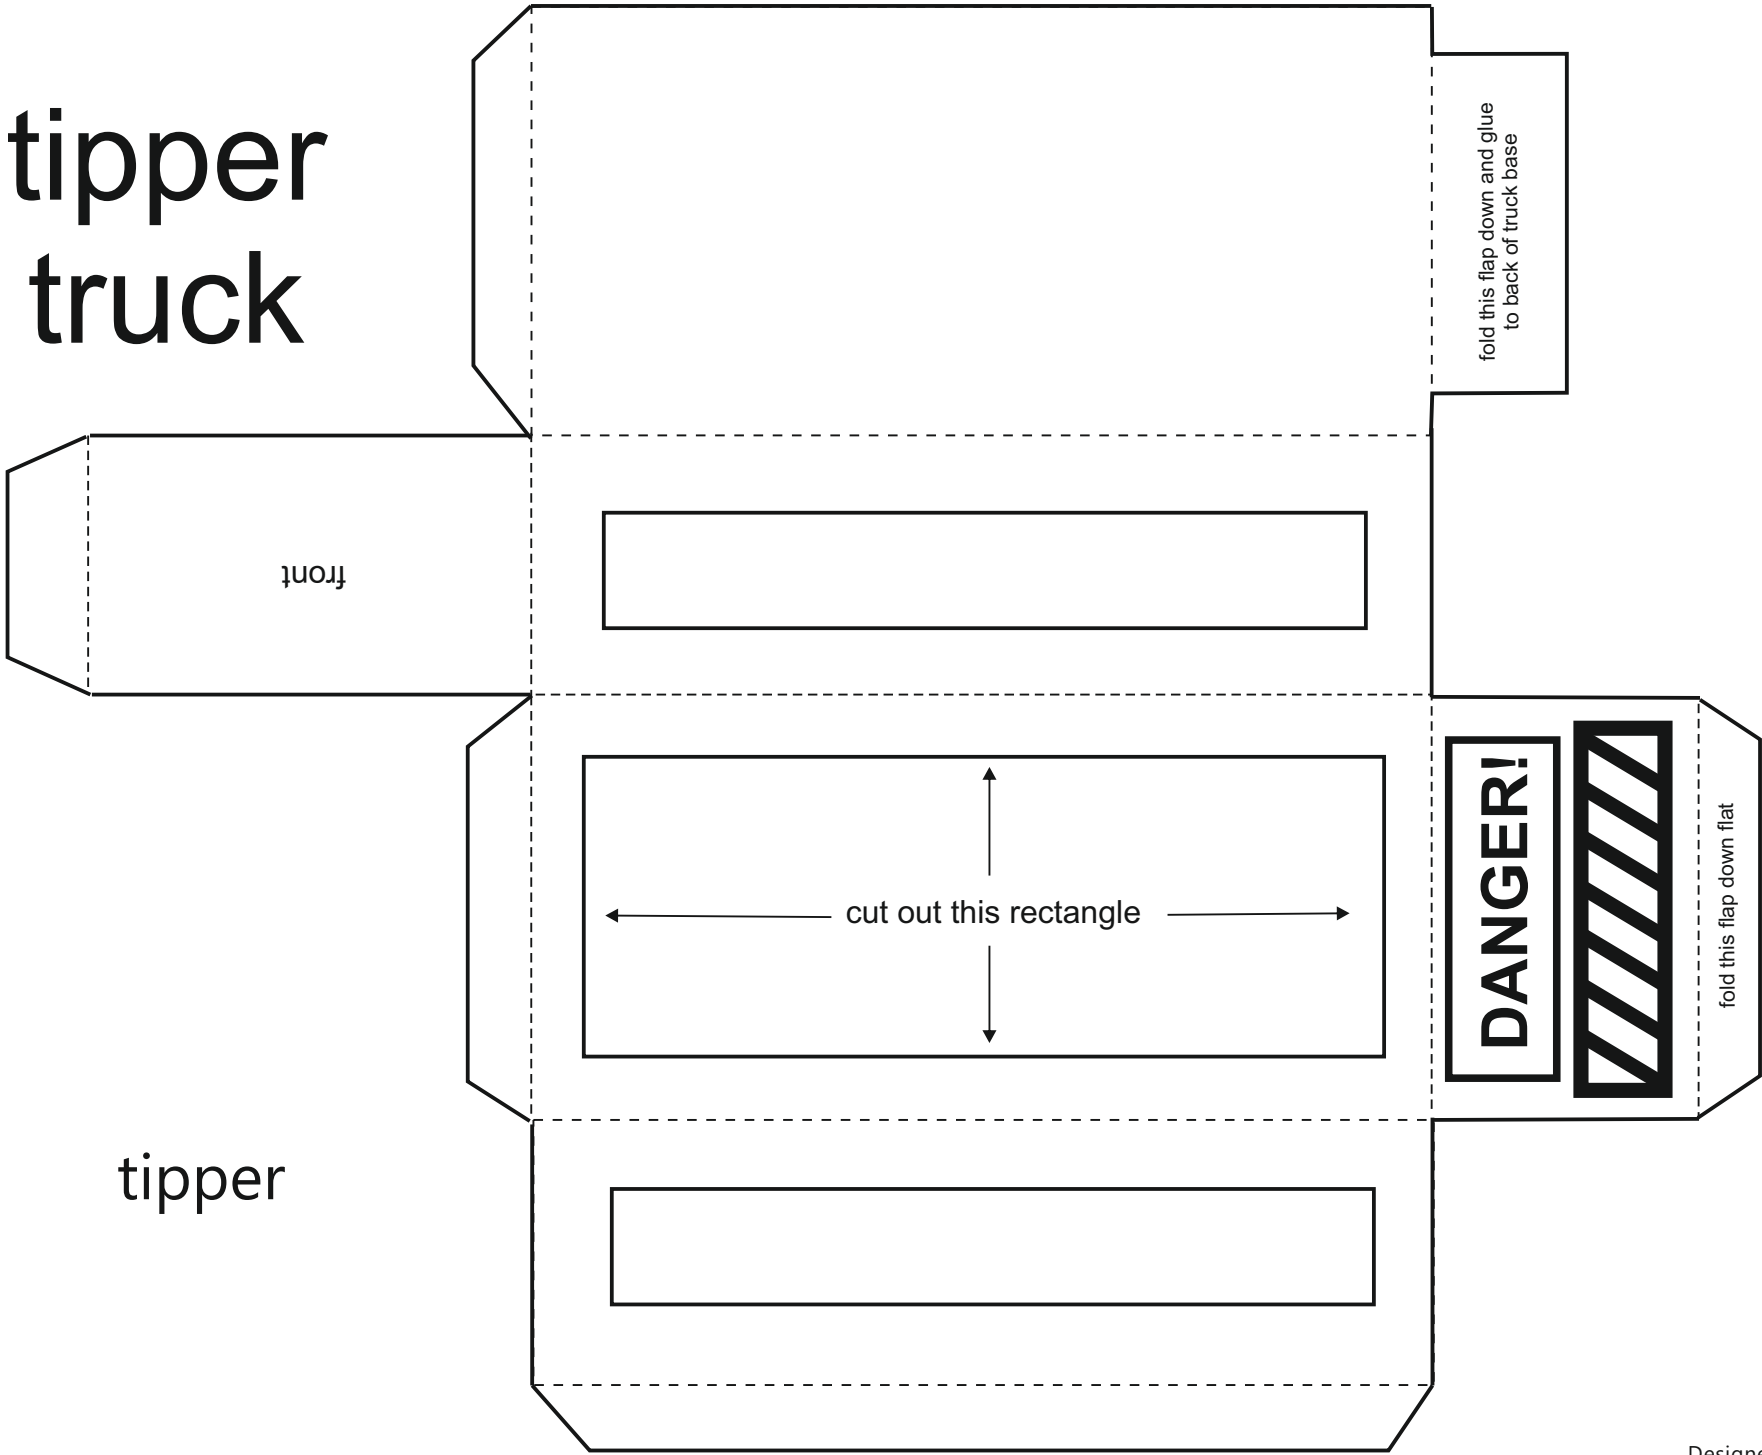 tipper
truck
fold this flap down and glue
to back of truck base
front
cut out this rectangle
DANGER!
fold this flap down flat
tipper